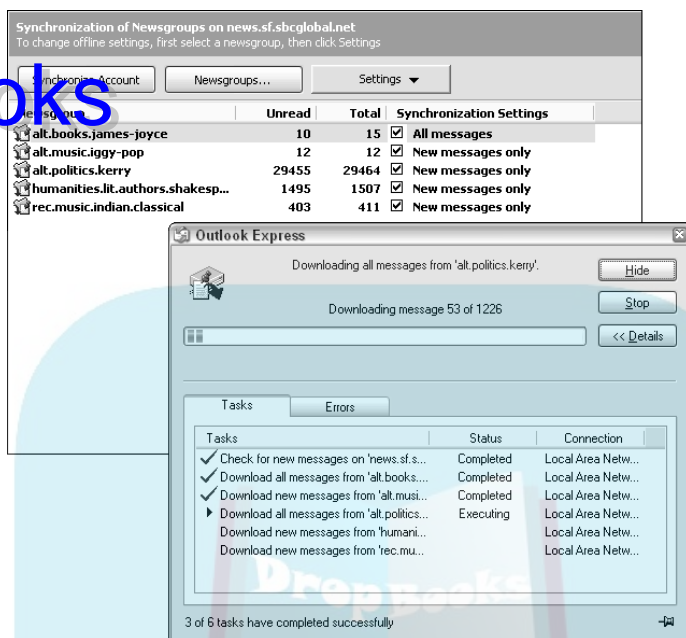 Synchronization of Newsgroups on news.sf.sbcglobal.net
To change offline settings, first select a newsgroup, then click Settings
Synchronize Account Newsgroups... Settings
oks
Newsgroup Unread Total Synchronization Settings
alt.books.james-joyce 10 15 All messages
alt.music.iggy-pop 12 12 New messages only
alt.politics.kerry 29455 29464 New messages only
humanities.lit.authors.shakesp... 1495 1507 New messages only
rec.music.indian.classical 403 411 New messages only
Outlook Express
Downloading all messages from 'alt.politics.kerry'.
Hide
Downloading message 53 of 1226
Stop
<< Details
Tasks Errors
Tasks Status Connection
Check for new messages on 'news.sf.s... Completed Local Area Netw...
Download all messages from 'alt.books.... Completed Local Area Netw...
Download new messages from 'alt.musi... Completed Local Area Netw...
Download all messages from 'alt.politics... Executing Local Area Netw...
Download new messages from 'humani... Local Area Netw...
Download new messages from 'rec.mu... Local Area Netw...
DropBooks
3 of 6 tasks have completed successfully